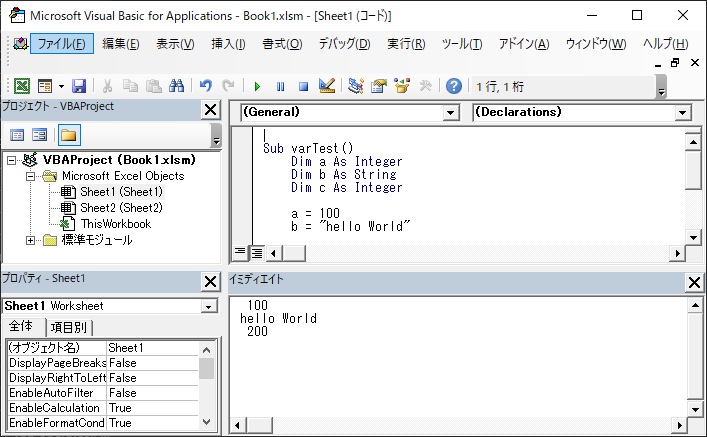 Microsoft Visual Basic for Applications - Book1.xlsm - [Sheet1 (コード)]
ファイル(F) 編集(E) 表示(V) 挿入(I) 書式(O) デバッグ(D) 実行(R) ツール(T) アドイン(A) ウィンドウ(W) ヘルプ(H)
1 行, 1 桁
プロジェクト - VBAProject
VBAProject (Book1.xlsm)
Microsoft Excel Objects
Sheet1 (Sheet1)
Sheet2 (Sheet2)
ThisWorkbook
標準モジュール
プロパティ - Sheet1
Sheet1 Worksheet
全体 項目別
(オブジェクト名) Sheet1
DisplayPageBreaks False
DisplayRightToLeft False
EnableAutoFilter False
EnableCalculation True
EnableFormatCond True
(General) (Declarations)
Sub varTest()
Dim a As Integer
Dim b As String
Dim c As Integer
a = 100
b = "hello World"
イミディエイト
100
hello World
200